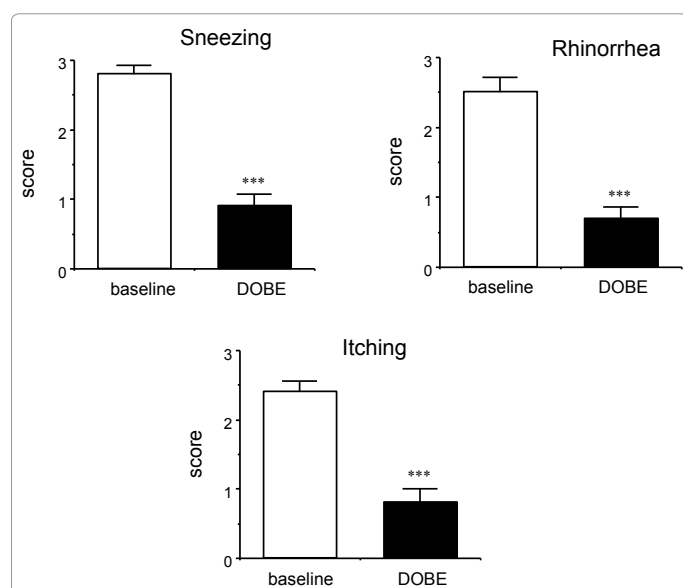 Sneezing
3
2
1
0
score
***
baseline
DOBE
Rhinorrhea
3
2
1
0
score
***
baseline
DOBE
Itching
3
2
1
0
score
***
baseline
DOBE